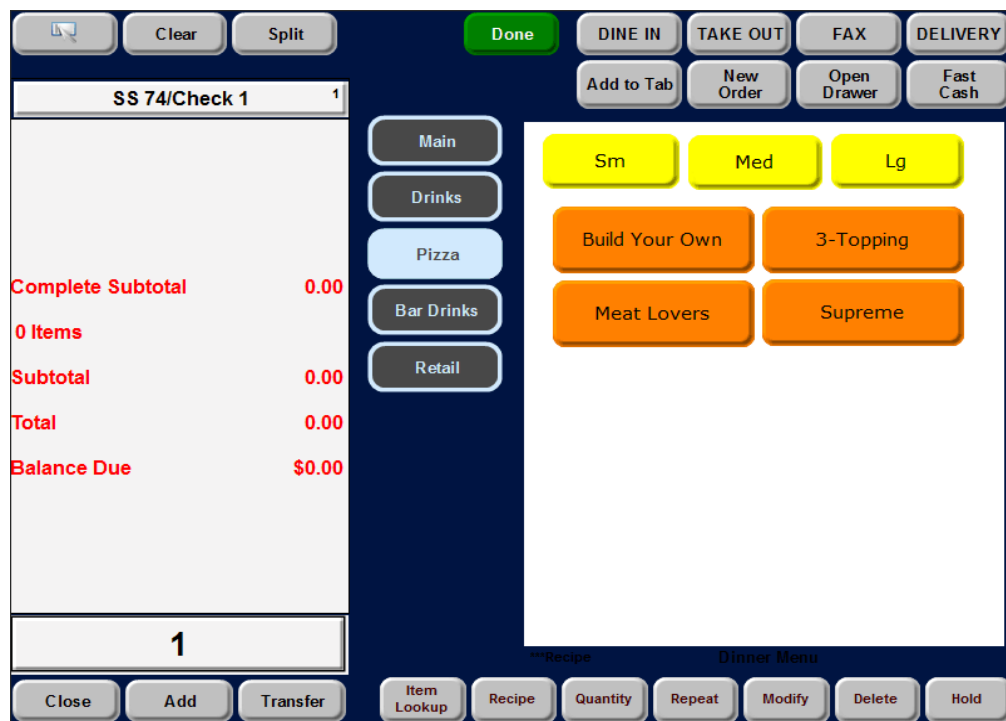 Clear
Split
Done
DINE IN
TAKE OUT
FAX
DELIVERY
Add to Tab
New
Order
Open
Drawer
Fast
Cash
SS 74/Check 1
1
Main
Drinks
Pizza
Bar Drinks
Retail
Sm
Med
Lg
Build Your Own
3-Topping
Meat Lovers
Supreme
Complete Subtotal 0.00
0 Items
Subtotal 0.00
Total 0.00
Balance Due $0.00
1
***Recipe
Dinner Menu
Close
Add
Transfer
Item
Lookup
Recipe
Quantity
Repeat
Modify
Delete
Hold